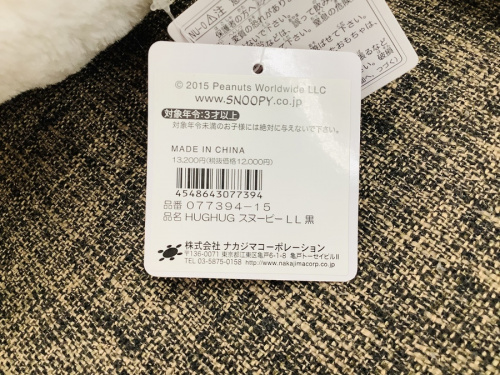 © 2015 Peanuts Worldwide LLC
www.SNOOPY.co.jp
対象年令:3才以上
対象年令未満のお子様には絶対に与えないで下さい。
MADE IN CHINA
13,200円(税抜価格12,000円)
4548643077394
品番 077394-15
品名 HUGHUG スヌーピー LL 黒
株式会社 ナカジマコーポレーション
〒136-0071 東京都江東区亀戸6-1-8 亀戸トーセイビルⅡ
TEL 03-5875-0158 http://www.nakajimacorp.co.jp